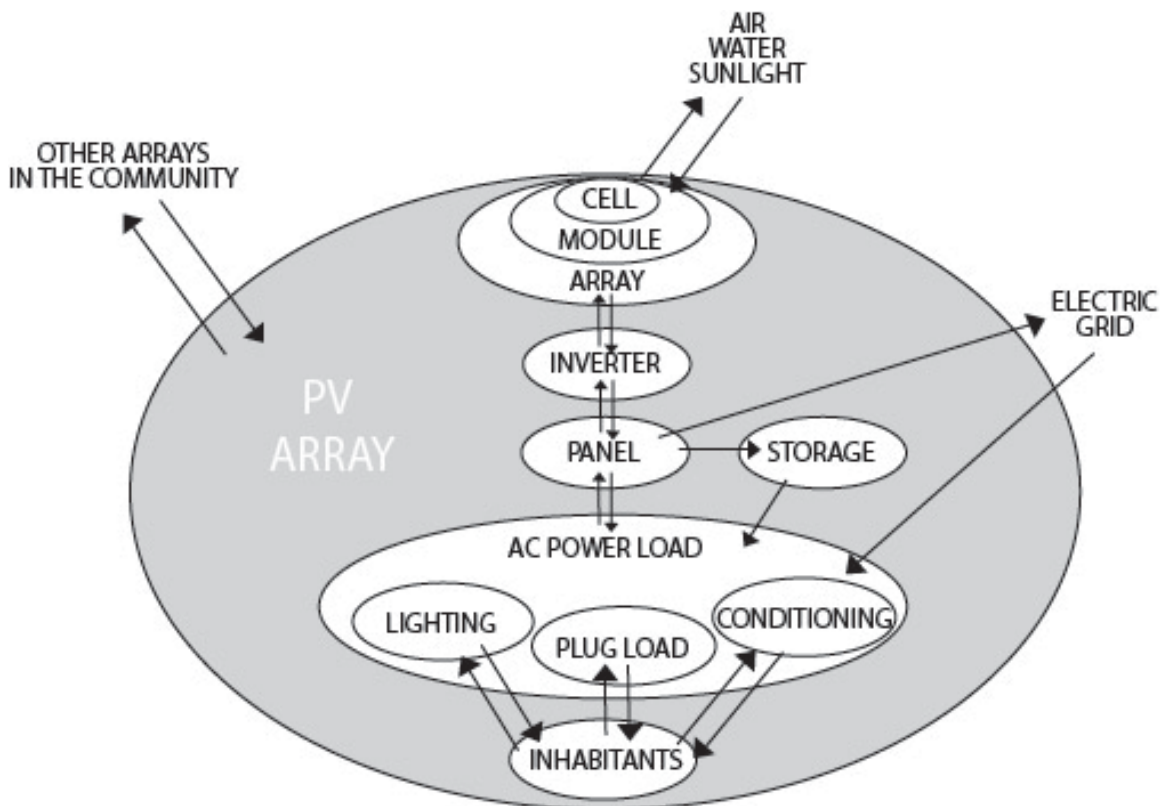 AIR
WATER
SUNLIGHT
OTHER ARRAYS
IN THE COMMUNITY
CELL
MODULE
ARRAY
ELECTRIC
GRID
INVERTER
PV
ARRAY
PANEL
STORAGE
AC POWER LOAD
LIGHTING
PLUG LOAD
CONDITIONING
INHABITANTS